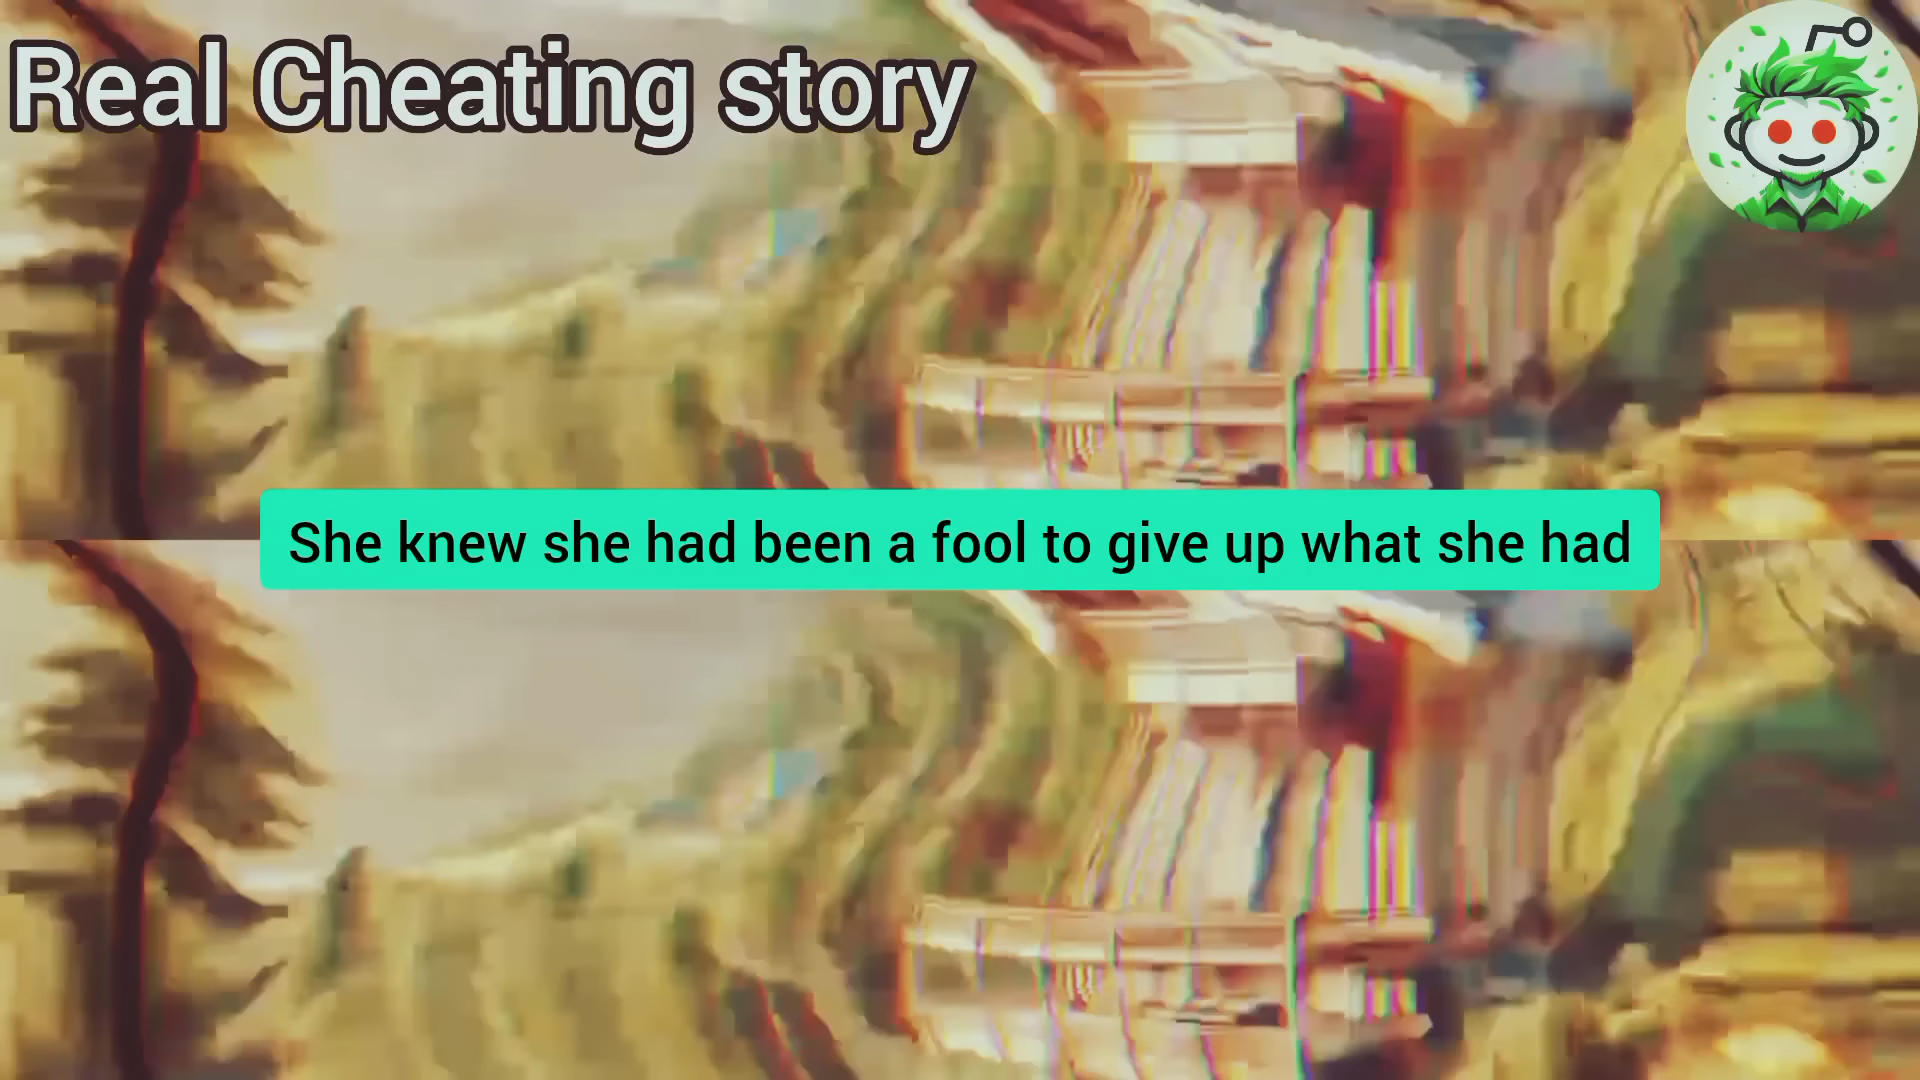 Real Cheating story
She knew she had been a fool to give up what she had